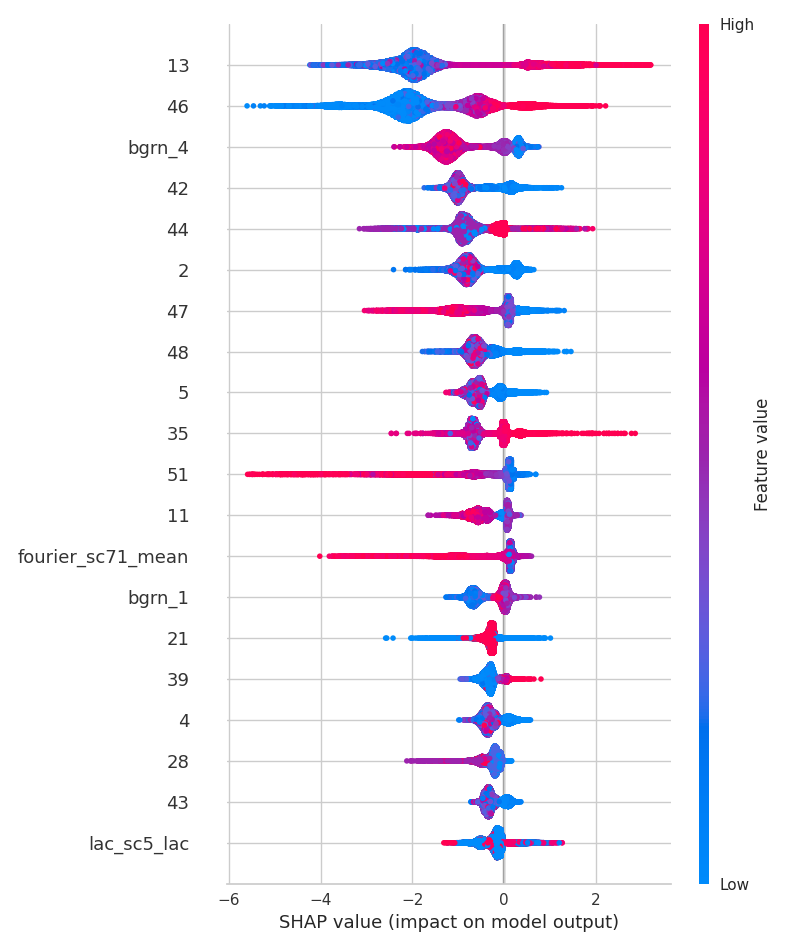 High
13
46
bgrn_4
42
44
2
47
48
5
35
51
11
fourier_sc71_mean
bgrn_1
21
39
4
28
43
lac_sc5_lac
Feature value
Low
−6 −4 −2 0 2
SHAP value (impact on model output)